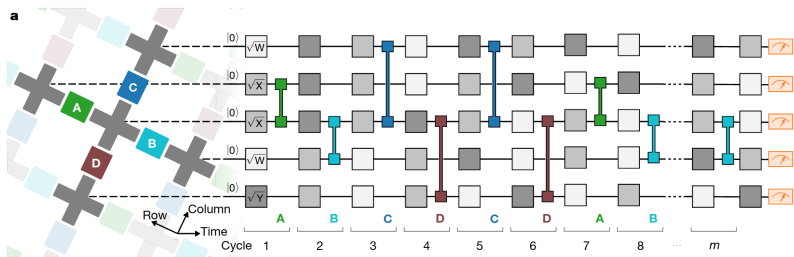 a
|0⟩ √W
|0⟩ √X
|0⟩ √X
|0⟩ √W
|0⟩ √Y
C
A
B
D
Row
Column
Time
A B C D C D A B
Cycle 1 2 3 4 5 6 7 8 ... m